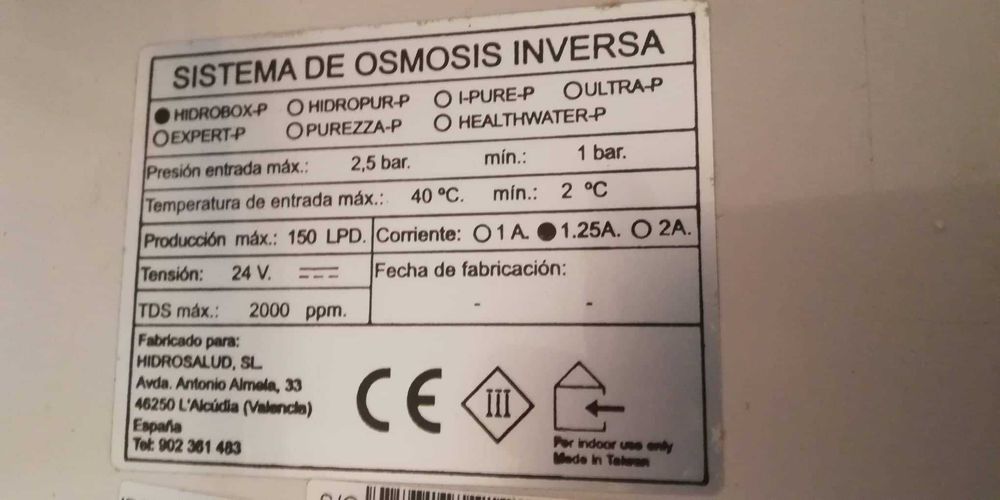 SISTEMA DE OSMOSIS INVERSA
HIDROBOX-P HIDROPUR-P I-PURE-P ULTRA-P
EXPERT-P PUREZZA-P HEALTHWATER-P
Presión entrada máx.: 2,5 bar. mín.: 1 bar.
Temperatura de entrada máx.: 40 ºC. mín.: 2 ºC
Producción máx.: 150 LPD. Corriente: 1 A. 1.25A. 2A.
Tensión: 24 V. Fecha de fabricación:
TDS máx.: 2000 ppm. - -
Fabricado para:
HIDROSALUD, SL.
Avda. Antonio Almela, 33
46250 L'Alcúdia (Valencia)
España
Tel: 902 361 483
CE
III
For indoor use only
Made in Taiwan